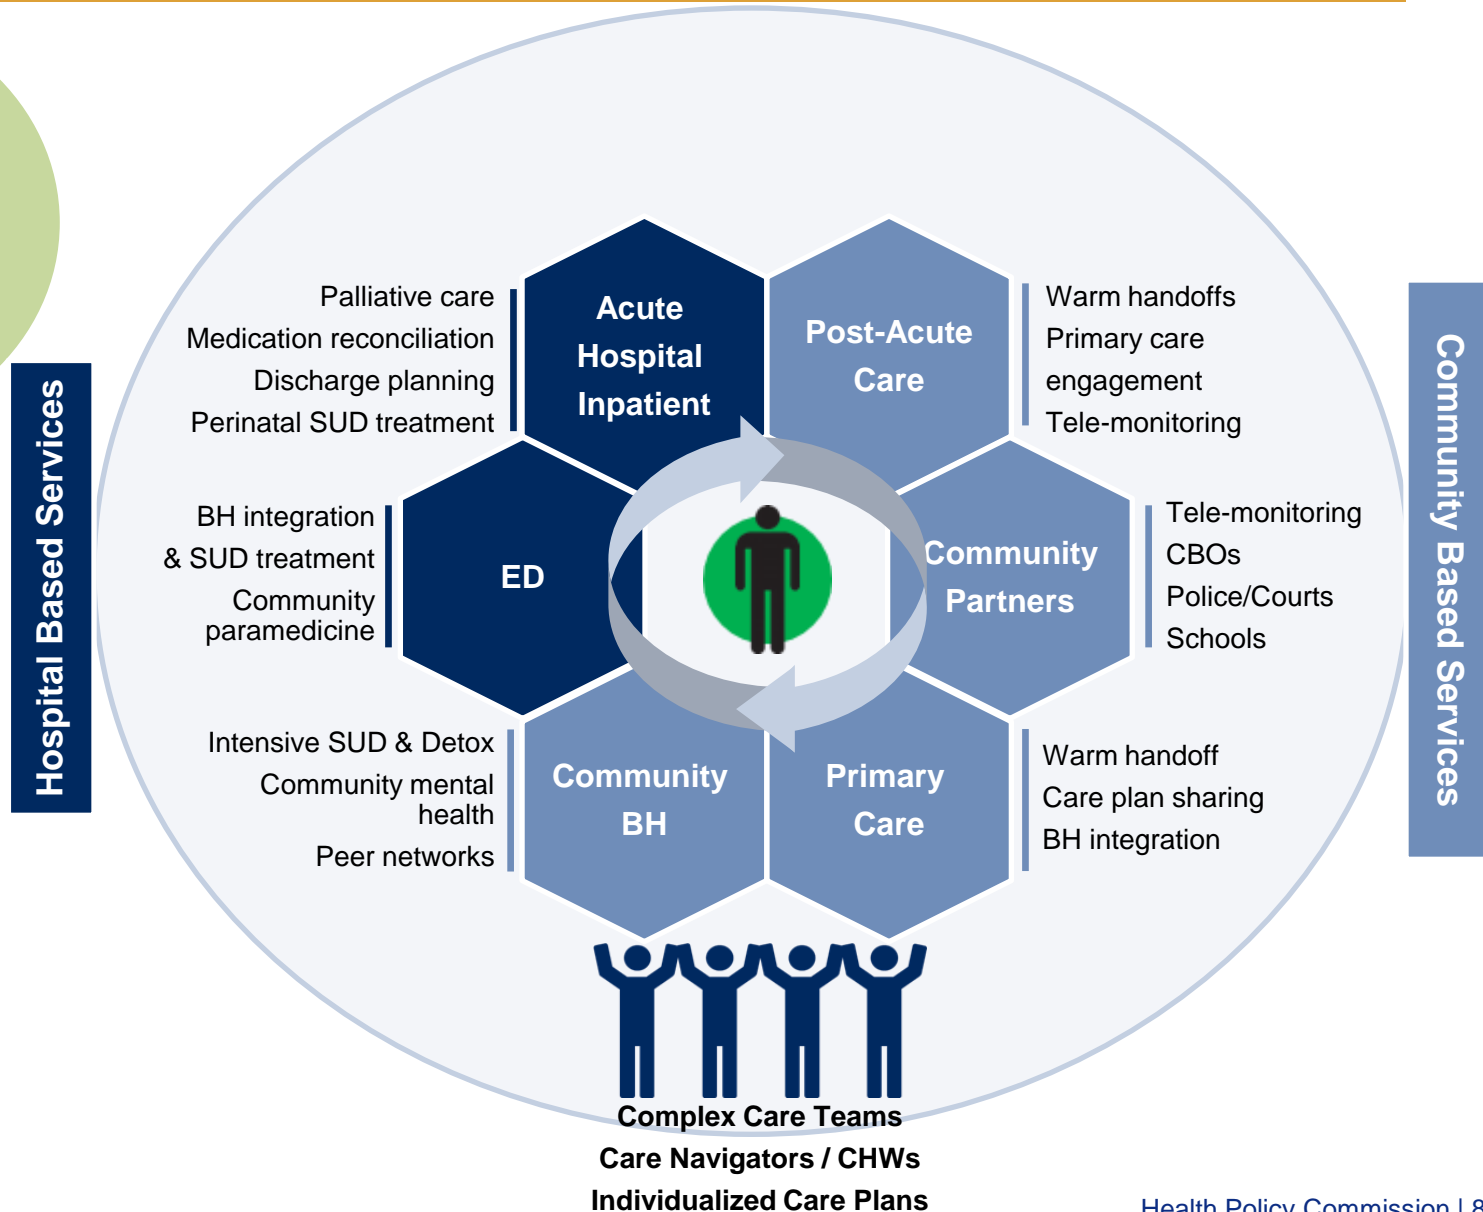 Hospital Based Services
Palliative care
Medication reconciliation
Discharge planning
Perinatal SUD treatment
Acute
Hospital
Inpatient
Post-Acute
Care
Warm handoffs
Primary care
engagement
Tele-monitoring
BH integration
& SUD treatment
Community
paramedicine
ED
Community
Partners
Tele-monitoring
CBOs
Police/Courts
Schools
Intensive SUD & Detox
Community mental
health
Peer networks
Community
BH
Primary
Care
Warm handoff
Care plan sharing
BH integration
Community Based Services
Complex Care Teams
Care Navigators / CHWs
Individualized Care Plans
Health Policy Commission | 8